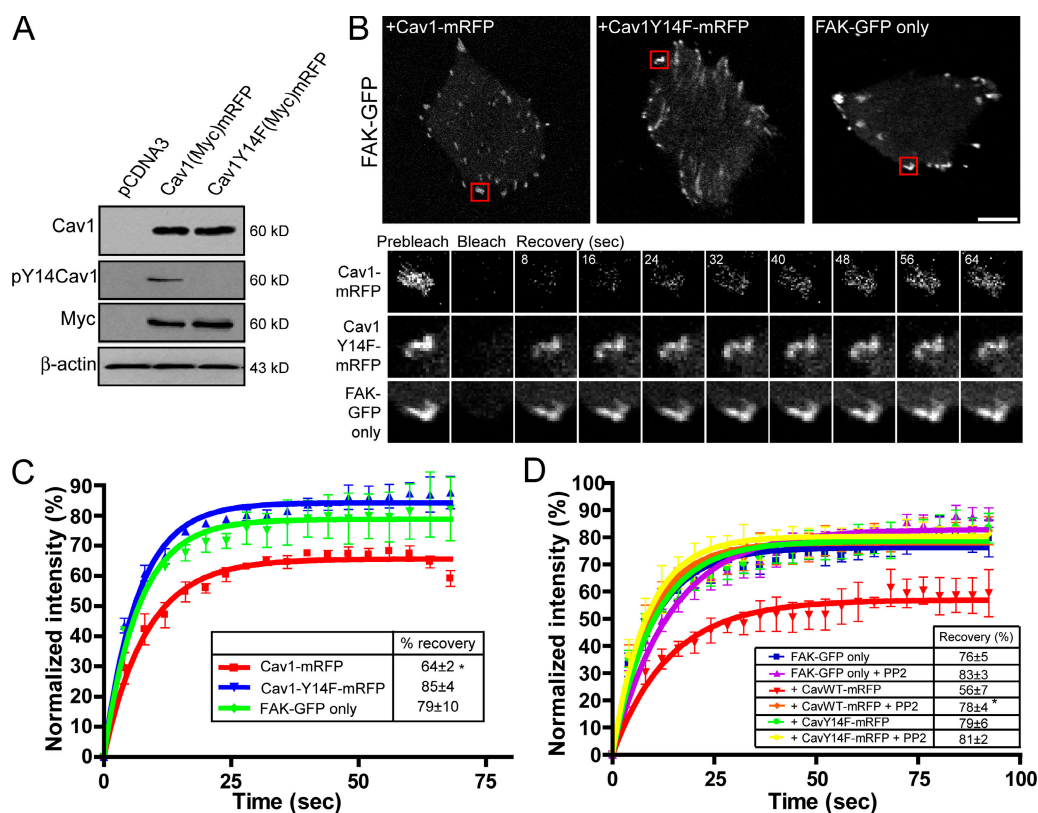 A
pCDNA3
Cav1(Myc)mRFP
Cav1Y14F(Myc)mRFP
Cav1
60 kD
pY14Cav1
60 kD
Myc
60 kD
β-actin
43 kD
B
FAK-GFP
+Cav1-mRFP
+Cav1Y14F-mRFP
FAK-GFP only
Prebleach Bleach Recovery (sec)
8 16 24 32 40 48 56 64
Cav1-
mRFP
Cav1
Y14F-
mRFP
FAK-
GFP
only
C
Normalized intensity (%)
90
80
70
60
50
40
30
20
10
0
0 25 50 75
Time (sec)
% recovery
Cav1-mRFP 64±2 *
Cav1-Y14F-mRFP 85±4
FAK-GFP only 79±10
D
Normalized intensity (%)
100
90
80
70
60
50
40
30
20
10
0
0 25 50 75 100
Time (sec)
Recovery (%)
FAK-GFP only 76±5
FAK-GFP only + PP2 83±3
+ CavWT-mRFP 56±7
+ CavWT-mRFP + PP2 78±4 *
+ CavY14F-mRFP 79±6
+ CavY14F-mRFP + PP2 81±2